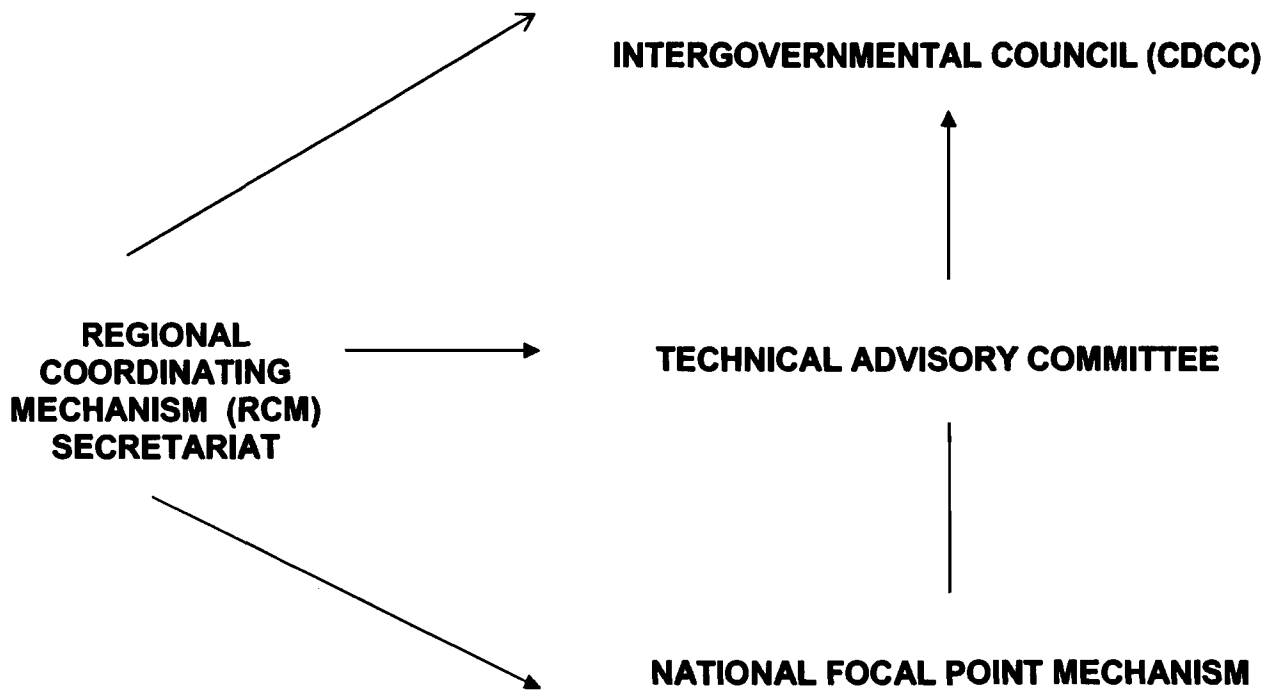 INTERGOVERNMENTAL COUNCIL (CDCC)
REGIONAL
COORDINATING
MECHANISM (RCM)
SECRETARIAT
TECHNICAL ADVISORY COMMITTEE
NATIONAL FOCAL POINT MECHANISM